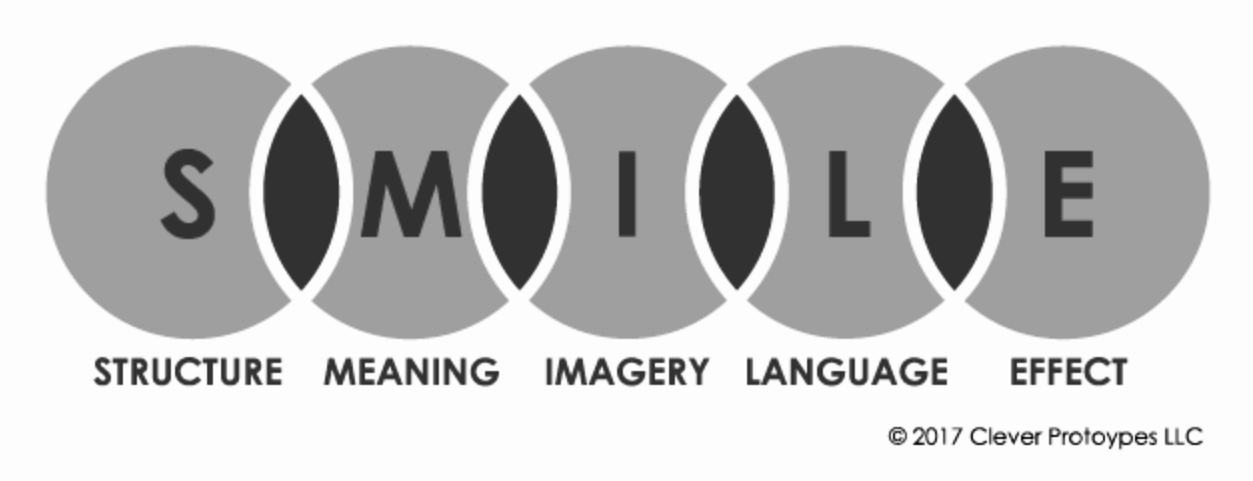 S M I L E
STRUCTURE MEANING IMAGERY LANGUAGE EFFECT
© 2017 Clever Protoypes LLC